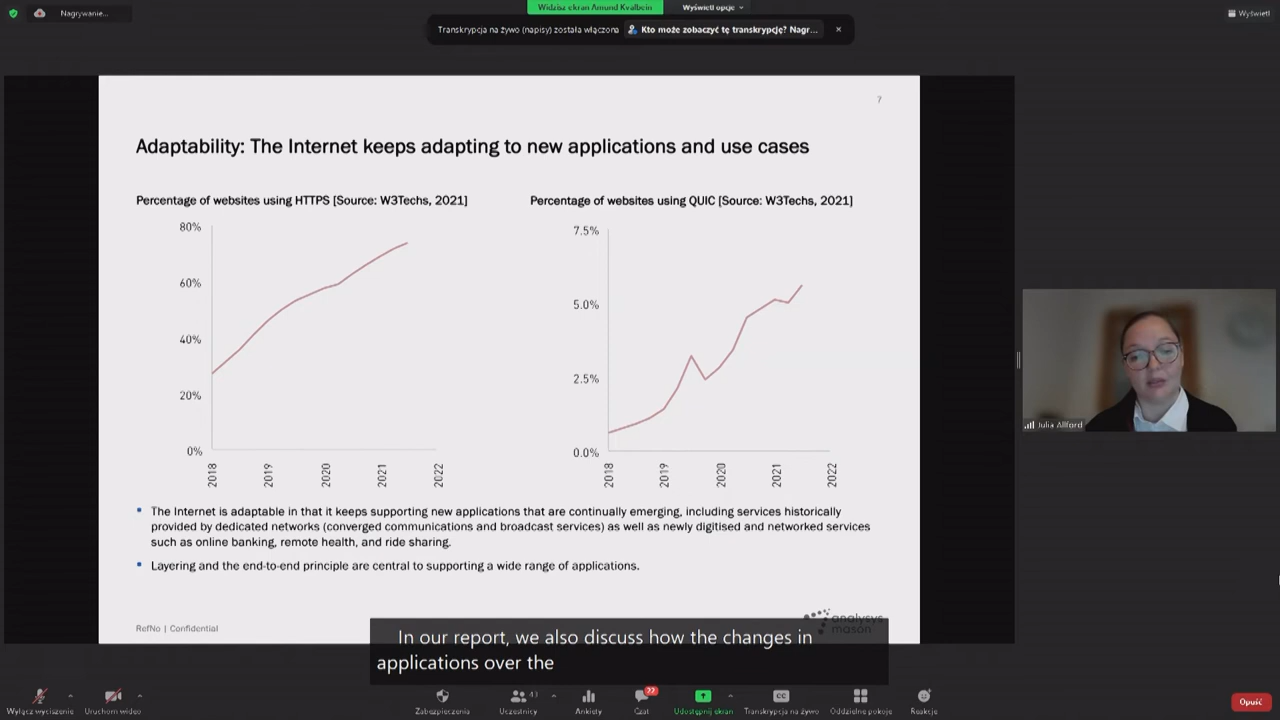 Nagrywanie...
Widzisz ekran Amund Kvalbein
Wyświetl opcje
Wyświetl
Transkrypcja na żywo (napisy) została włączona
Kto może zobaczyć tę transkrypcję? Nagr...
7
Adaptability: The Internet keeps adapting to new applications and use cases
Percentage of websites using HTTPS [Source: W3Techs, 2021]
80%
60%
40%
20%
0%
2018
2019
2020
2021
2022
Percentage of websites using QUIC [Source: W3Techs, 2021]
7.5%
5.0%
2.5%
0.0%
2018
2019
2020
2021
2022
Julia Allford
The Internet is adaptable in that it keeps supporting new applications that are continually emerging, including services historically
provided by dedicated networks (converged communications and broadcast services) as well as newly digitised and networked services
such as online banking, remote health, and ride sharing.
Layering and the end-to-end principle are central to supporting a wide range of applications.
RefNo | Confidential
analysys
mason
In our report, we also discuss how the changes in
applications over the
Wyłącz wyciszenie
Uruchom wideo
Zabezpieczenia
Uczestnicy
43
Ankiety
Czat
22
Udostępnij ekran
CC
Transkrypcja na żywo
Oddzielne pokoje
Reakcje
Opuść